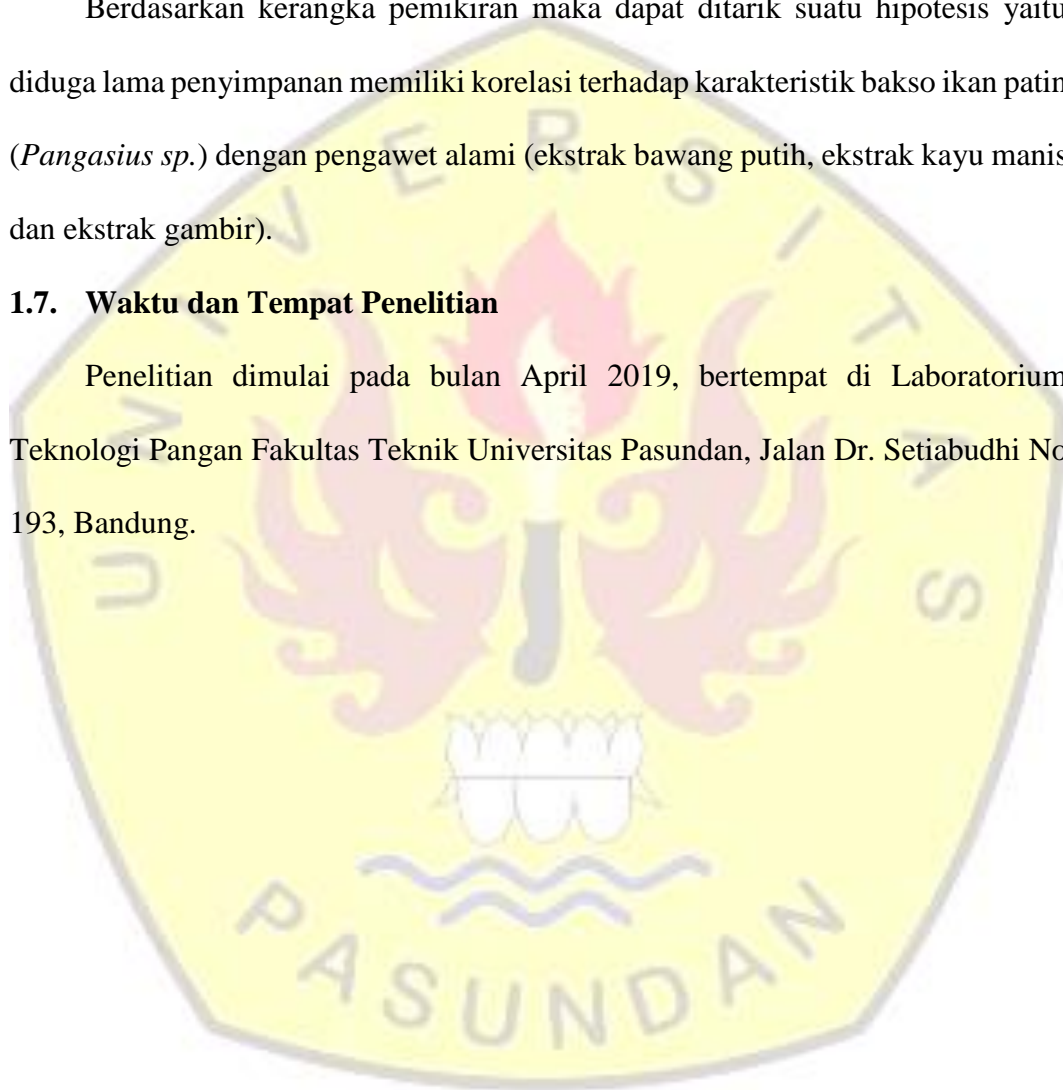 Berdasarkan kerangka pemikiran maka dapat ditarik suatu hipotesis yaitu
diduga lama penyimpanan memiliki korelasi terhadap karakteristik bakso ikan patin
(Pangasius sp.) dengan pengawet alami (ekstrak bawang putih, ekstrak kayu manis
dan ekstrak gambir).
1.7. Waktu dan Tempat Penelitian
Penelitian dimulai pada bulan April 2019, bertempat di Laboratorium
Teknologi Pangan Fakultas Teknik Universitas Pasundan, Jalan Dr. Setiabudhi No
193, Bandung.
UNIVERSITAS
PASUNDAN